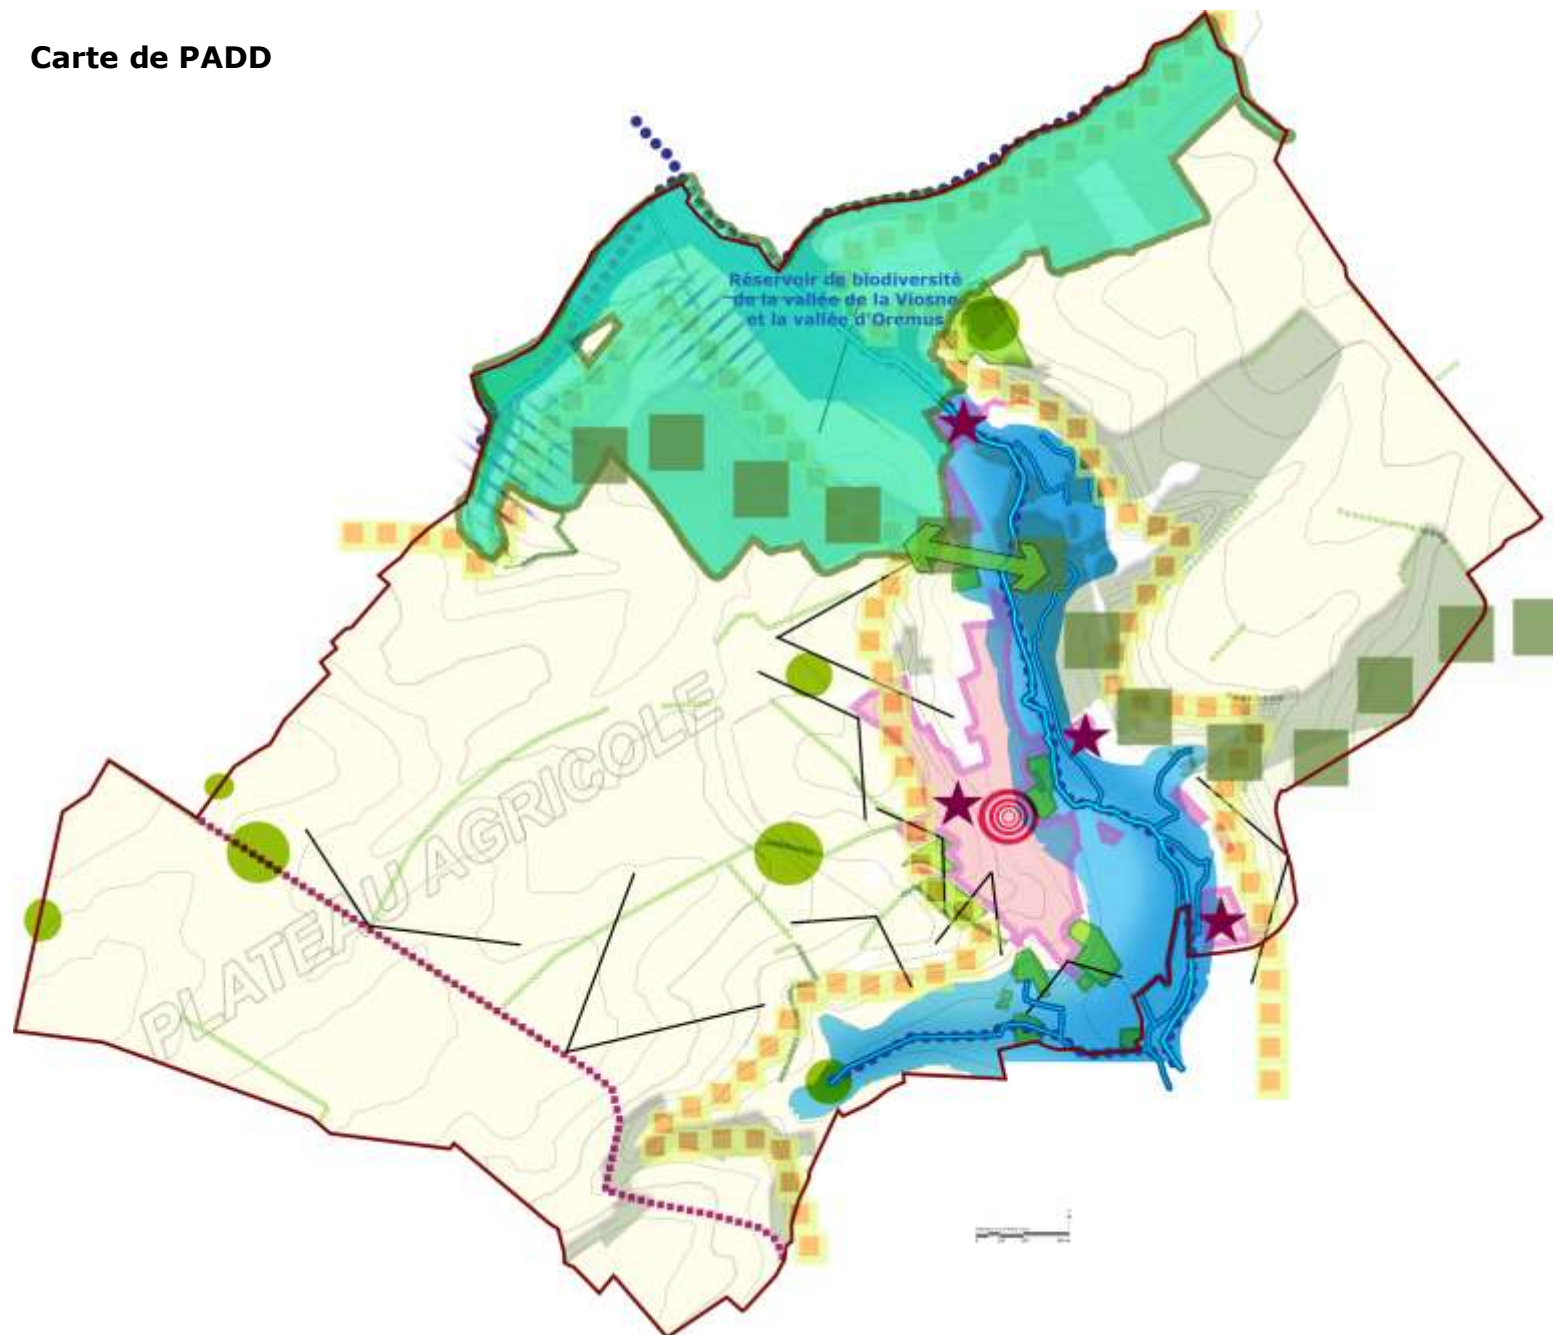 Carte de PADD
Réservoir de biodiversité
de la vallée de la Viosne
et la vallée d'Oremus
PLATEAU AGRICOLE